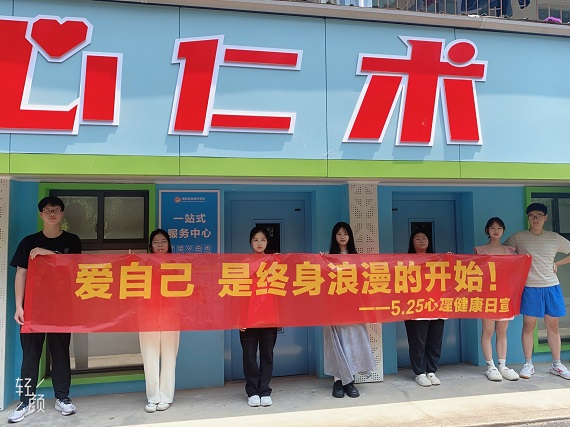 心仁术
一站式
服务中心
爱自己 是终身浪漫的开始！
——5.25心理健康日宣
轻颜